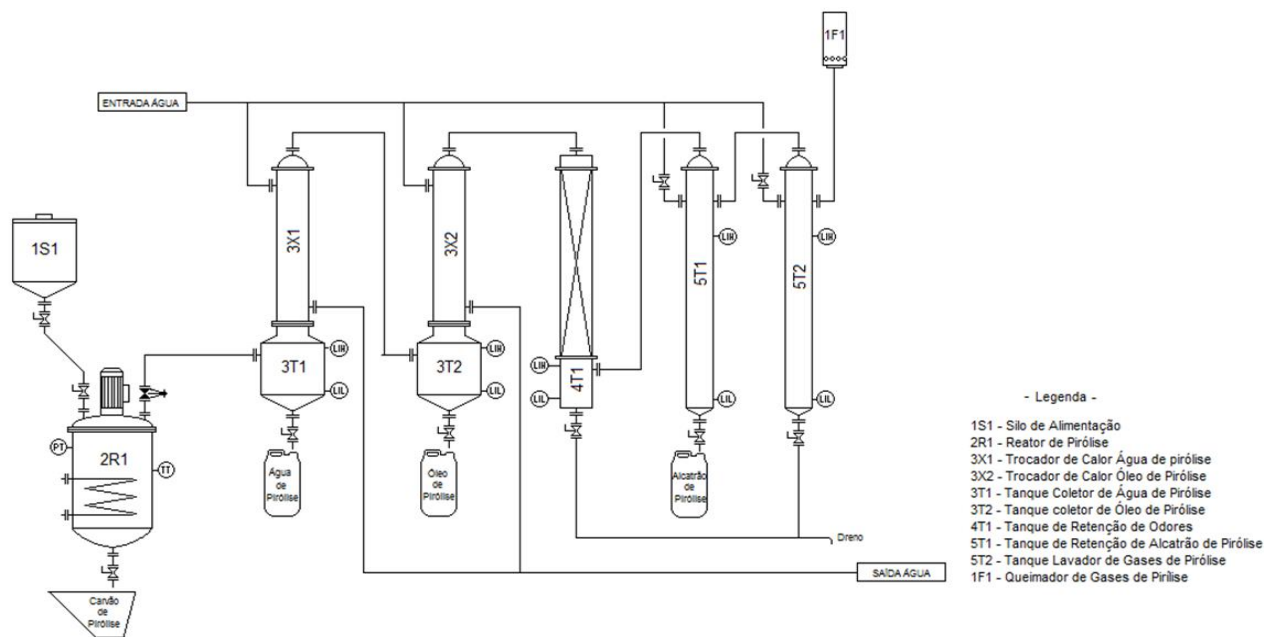 1F1
ENTRADA ÁGUA
3X1
3X2
5T1
5T2
1S1
LIH
LIH
3T1
3T2
4T1
LIH
LIH
LIH
LIL
LIL
LIL
LIL
LIL
2R1
PT
TT
Água
de
Pirólise
Óleo
de
Pirólise
Alcatrão
de
Pirólise
Dreno
SAÍDA ÁGUA
Carvão
de
Pirólise
- Legenda -
1S1 - Silo de Alimentação
2R1 - Reator de Pirólise
3X1 - Trocador de Calor Água de pirólise
3X2 - Trocador de Calor Óleo de Pirólise
3T1 - Tanque Coletor de Água de Pirólise
3T2 - Tanque coletor de Óleo de Pirólise
4T1 - Tanque de Retenção de Odores
5T1 - Tanque de Retenção de Alcatrão de Pirólise
5T2 - Tanque Lavador de Gases de Pirólise
1F1 - Queimador de Gases de Pirílise